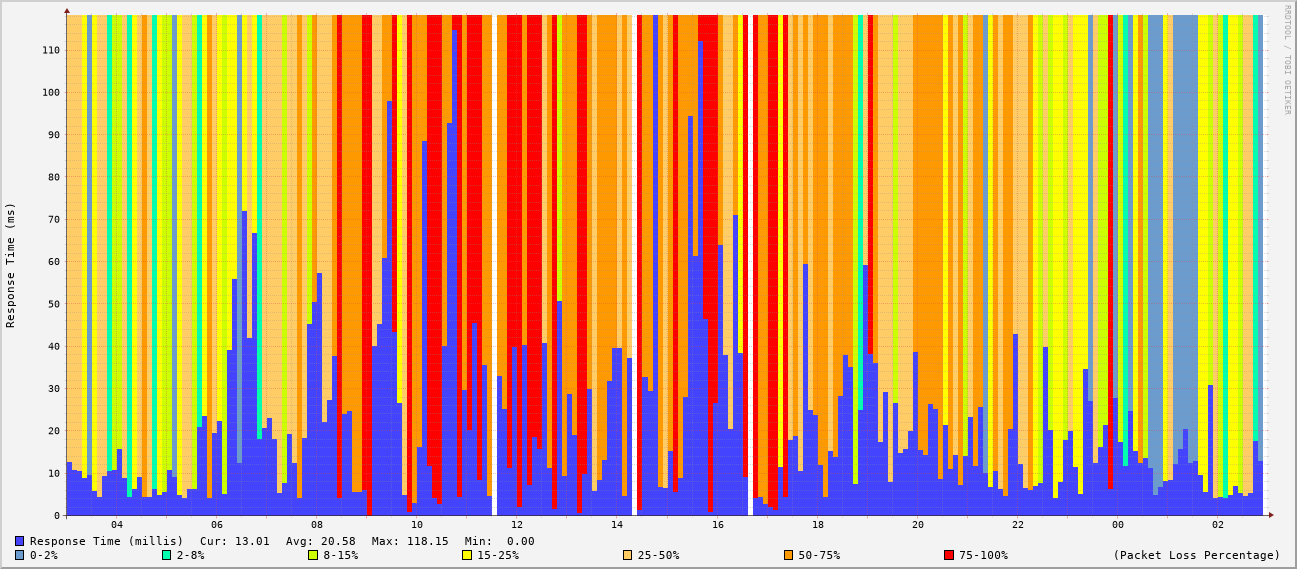 RRDTOOL / TOBI OETIKER
Response Time (ms)
110
100
90
80
70
60
50
40
30
20
10
0
04 06 08 10 12 14 16 18 20 22 00 02
Response Time (millis) Cur: 13.01 Avg: 20.58 Max: 118.15 Min: 0.00
0-2% 2-8% 8-15% 15-25% 25-50% 50-75% 75-100% (Packet Loss Percentage)